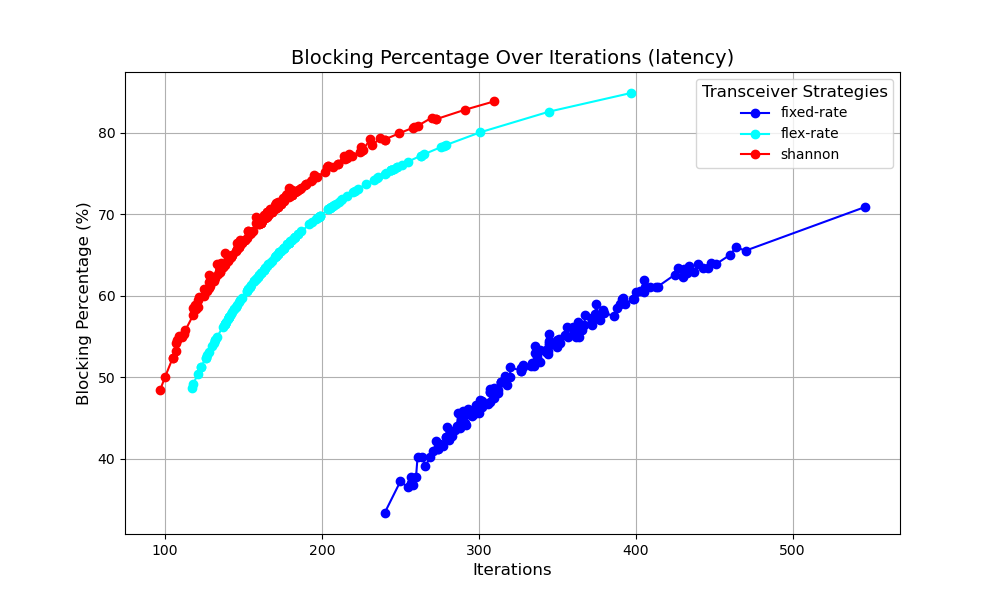 Blocking Percentage Over Iterations (latency)
Transceiver Strategies
fixed-rate
flex-rate
shannon
Blocking Percentage (%)
80
70
60
50
40
100 200 300 400 500
Iterations